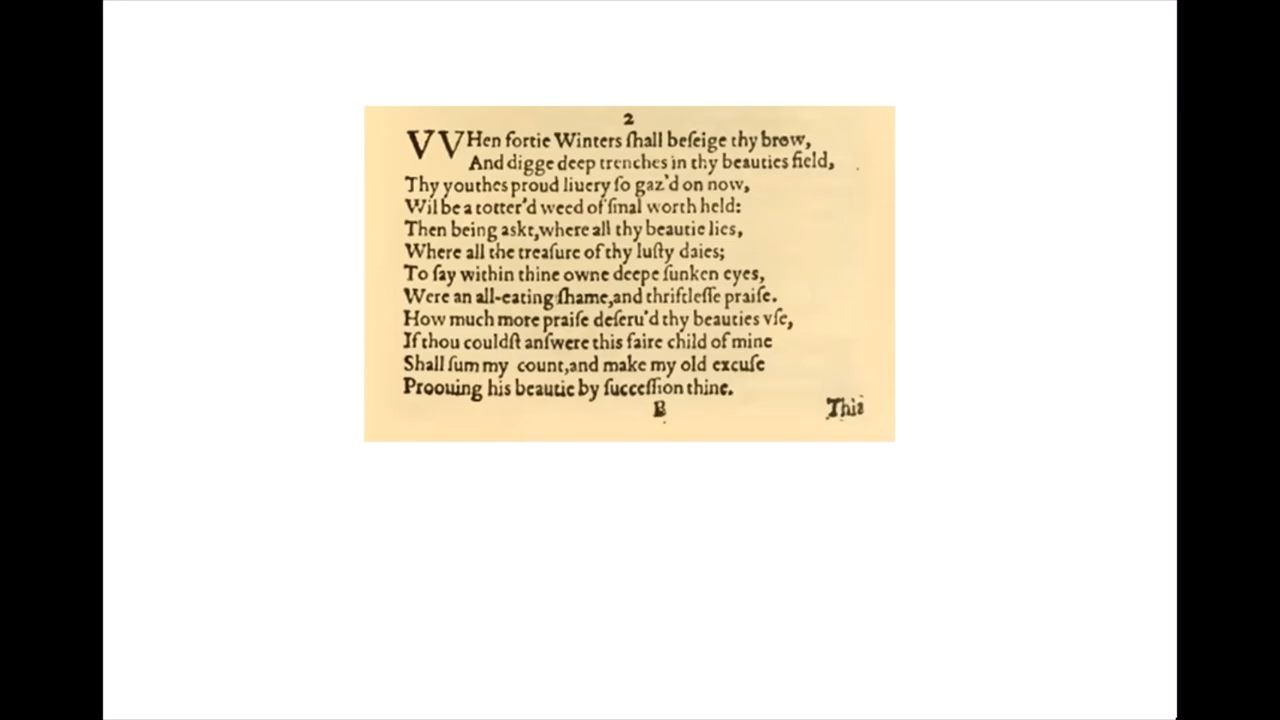 2
VVHen fortie Winters ſhall beſeige thy brow,
And digge deep trenches in thy beauties field,
Thy youthes proud liuery ſo gaz'd on now,
Wil be a totter'd weed of ſmal worth held:
Then being askt,where all thy beautie lies,
Where all the treaſure of thy luſty daies;
To ſay within thine owne deepe ſunken eyes,
Were an all-eating ſhame,and thriftleſſe praiſe.
How much more praiſe deſeru'd thy beauties vſe,
If thou couldſt anſwere this faire child of mine
Shall ſum my count,and make my old excuſe
Proouing his beautie by ſucceſſion thine.
B
This